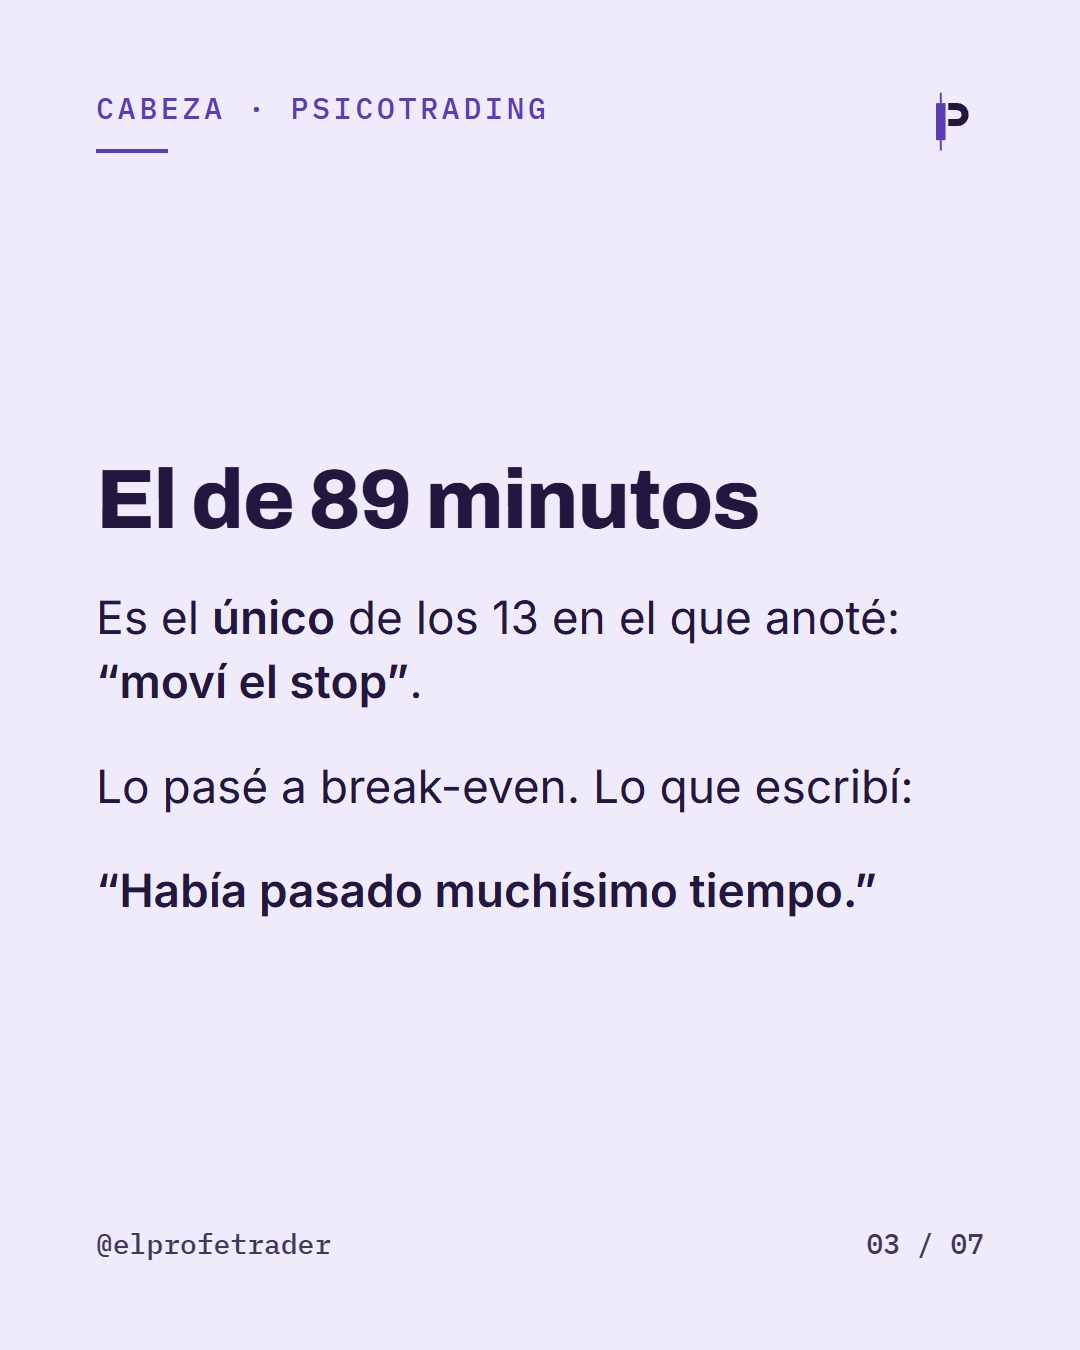 CABEZA · PSICOTRADING
El de 89 minutos
Es el único de los 13 en el que anoté:
“moví el stop”.
Lo pasé a break-even. Lo que escribí:
“Había pasado muchísimo tiempo.”
@elprofetrader
03 / 07